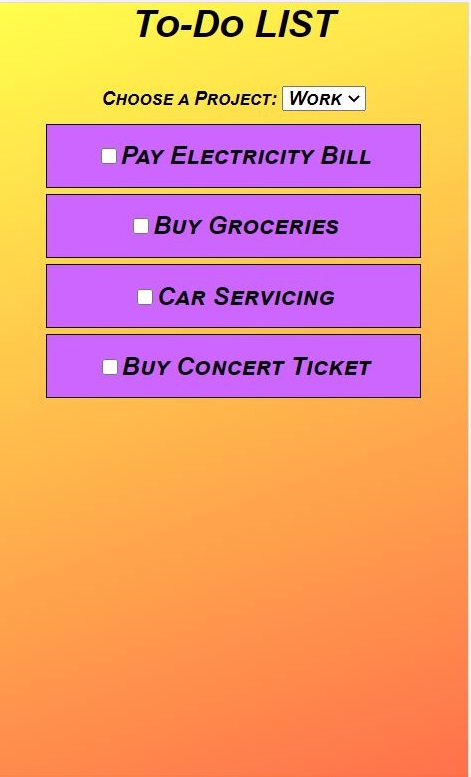 To-Do LIST
Choose a Project: Work
Pay Electricity Bill
Buy Groceries
Car Servicing
Buy Concert Ticket